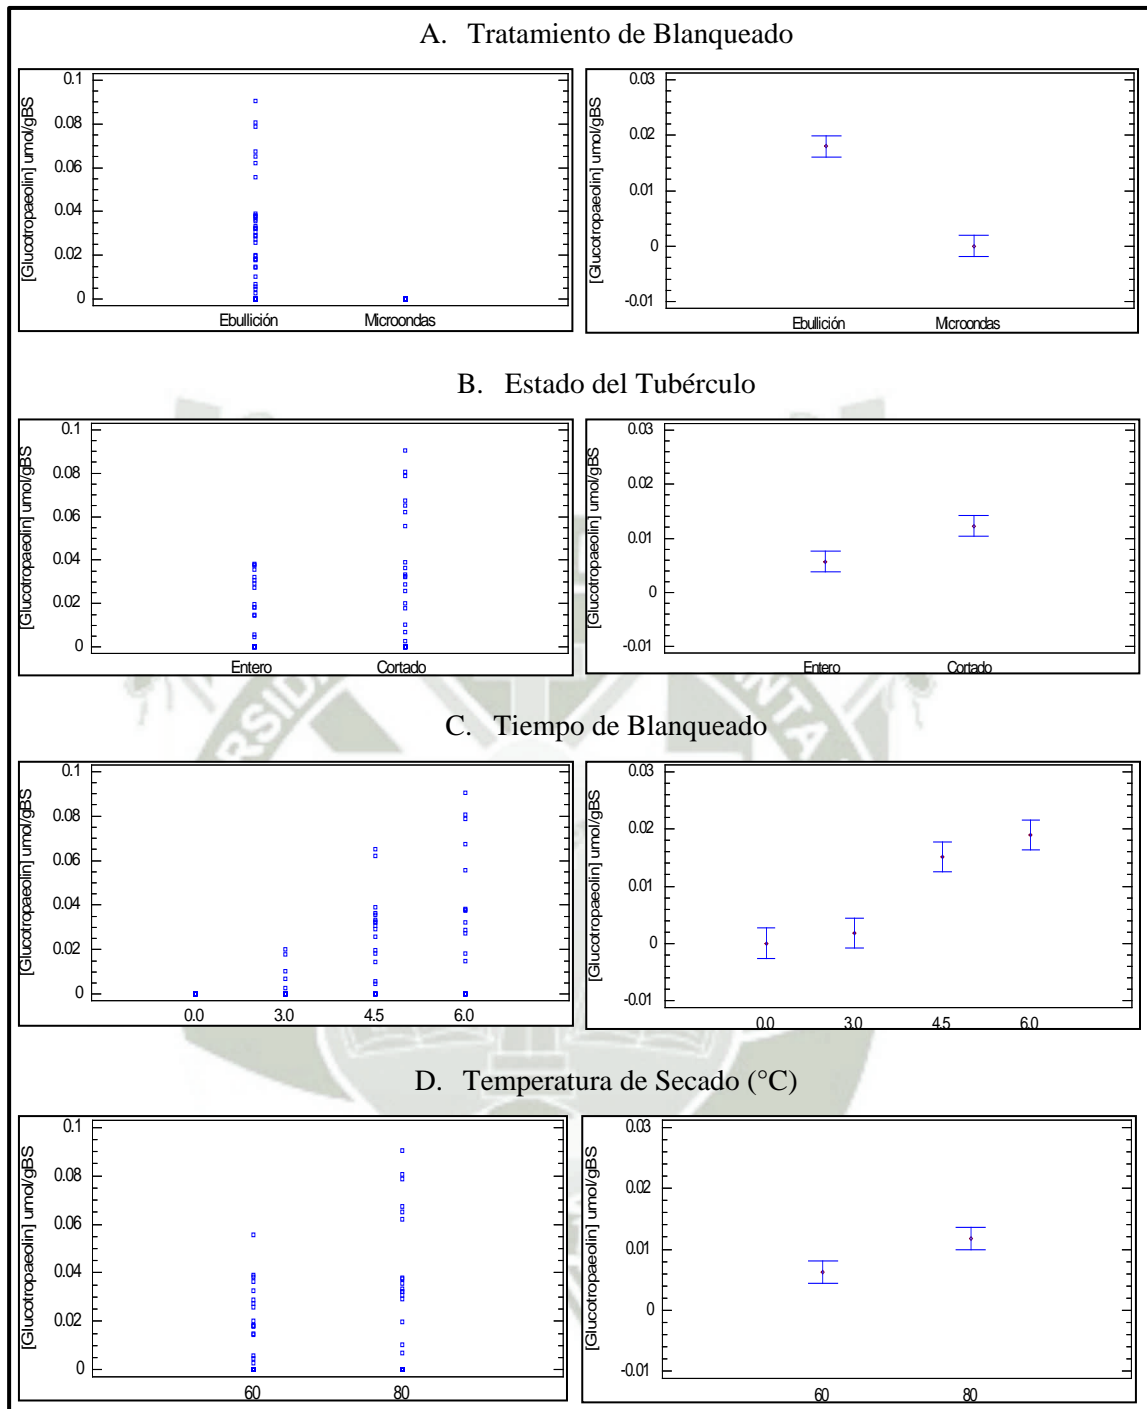 A. Tratamiento de Blanqueado
[Glucotropaeolin] umol/gBS
0.1
0.08
0.06
0.04
0.02
0
Ebullición Microondas
[Glucotropaeolin] umol/gBS
0.03
0.02
0.01
0
-0.01
Ebullición Microondas
B. Estado del Tubérculo
[Glucotropaeolin] umol/gBS
0.1
0.08
0.06
0.04
0.02
0
Entero Cortado
[Glucotropaeolin] umol/gBS
0.03
0.02
0.01
0
-0.01
Entero Cortado
C. Tiempo de Blanqueado
[Glucotropaeolin] umol/gBS
0.1
0.08
0.06
0.04
0.02
0
0.0 3.0 4.5 6.0
[Glucotropaeolin] umol/gBS
0.03
0.02
0.01
0
-0.01
0.0 3.0 4.5 6.0
D. Temperatura de Secado (°C)
[Glucotropaeolin] umol/gBS
0.1
0.08
0.06
0.04
0.02
0
60 80
[Glucotropaeolin] umol/gBS
0.03
0.02
0.01
0
-0.01
60 80